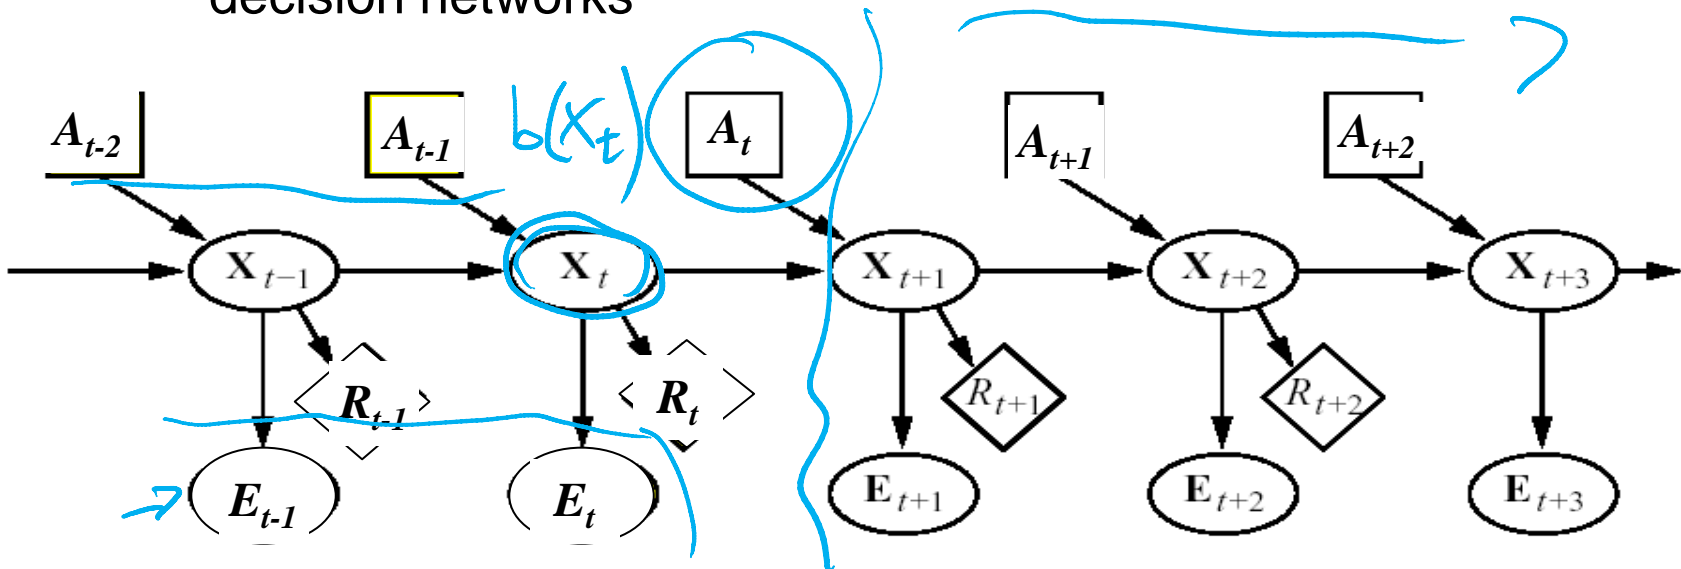 decision networks
A_{t-2} A_{t-1} b(X_t) A_t A_{t+1} A_{t+2}
X_{t-1} X_t X_{t+1} X_{t+2} X_{t+3}
R_{t-1} R_t R_{t+1} R_{t+2}
E_{t-1} E_t E_{t+1} E_{t+2} E_{t+3}